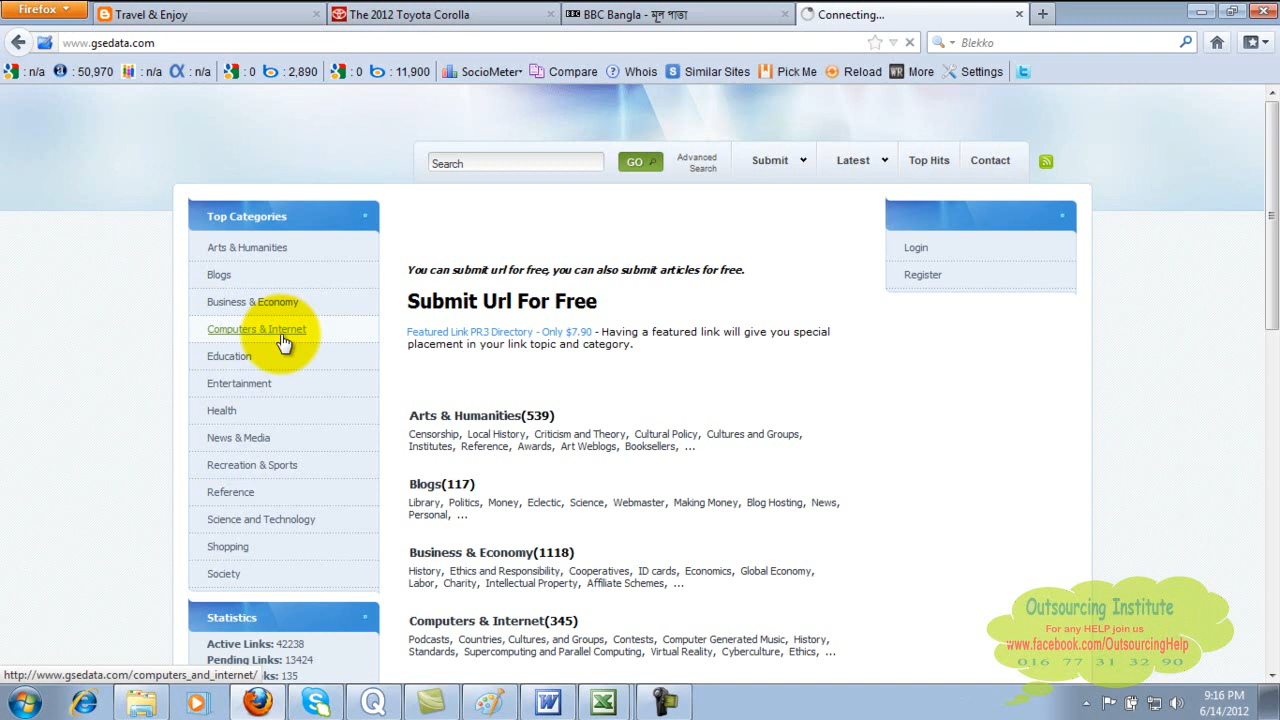 Firefox
Travel & Enjoy
The 2012 Toyota Corolla
BBC Bangla - মূল পাতা
Connecting...
www.gsedata.com
Blekko
: n/a
: 50,970
: n/a
: n/a
: 0
: 2,890
: 0
: 11,900
SocioMeter
Compare
Whois
Similar Sites
Pick Me
Reload
More
Settings
Search
GO
Advanced Search
Submit
Latest
Top Hits
Contact
Top Categories
Arts & Humanities
Blogs
Business & Economy
Computers & Internet
Education
Entertainment
Health
News & Media
Recreation & Sports
Reference
Science and Technology
Shopping
Society
Statistics
Active Links: 42238
Pending Links: 13424
ks: 135
You can submit url for free, you can also submit articles for free.
Submit Url For Free
Featured Link PR3 Directory - Only $7.90 - Having a featured link will give you special
placement in your link topic and category.
Arts & Humanities(539)
Censorship, Local History, Criticism and Theory, Cultural Policy, Cultures and Groups,
Institutes, Reference, Awards, Art Weblogs, Booksellers, ...
Blogs(117)
Library, Politics, Money, Eclectic, Science, Webmaster, Making Money, Blog Hosting, News,
Personal, ...
Business & Economy(1118)
History, Ethics and Responsibility, Cooperatives, ID cards, Economics, Global Economy,
Labor, Charity, Intellectual Property, Affiliate Schemes, ...
Computers & Internet(345)
Podcasts, Countries, Cultures, and Groups, Contests, Computer Generated Music, History,
Standards, Supercomputing and Parallel Computing, Virtual Reality, Cyberculture, Ethics, ...
Login
Register
Outsourcing Institute
For any HELP join us
www.facebook.com/OutsourcingHelp
016 77 31 32 90
http://www.gsedata.com/computers_and_internet/
9:16 PM
6/14/2012